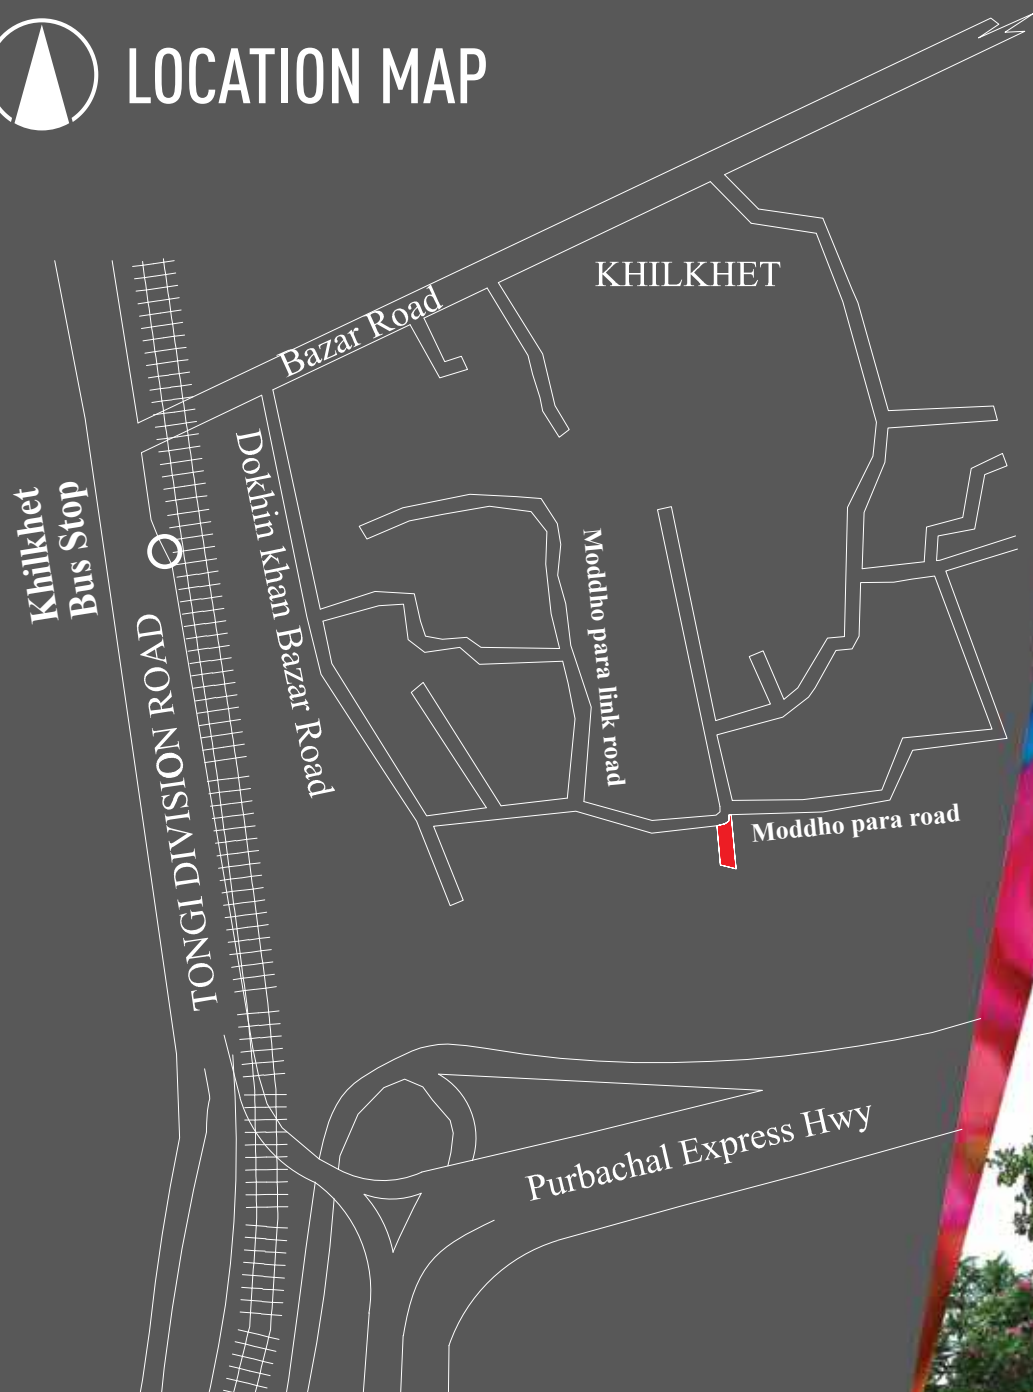 LOCATION MAP
KHILKHET
Bazar Road
Khilkhet
Bus Stop
Dokhin khan Bazar Road
Moddho para link road
TONGI DIVISION ROAD
Moddho para road
Purbachal Express Hwy